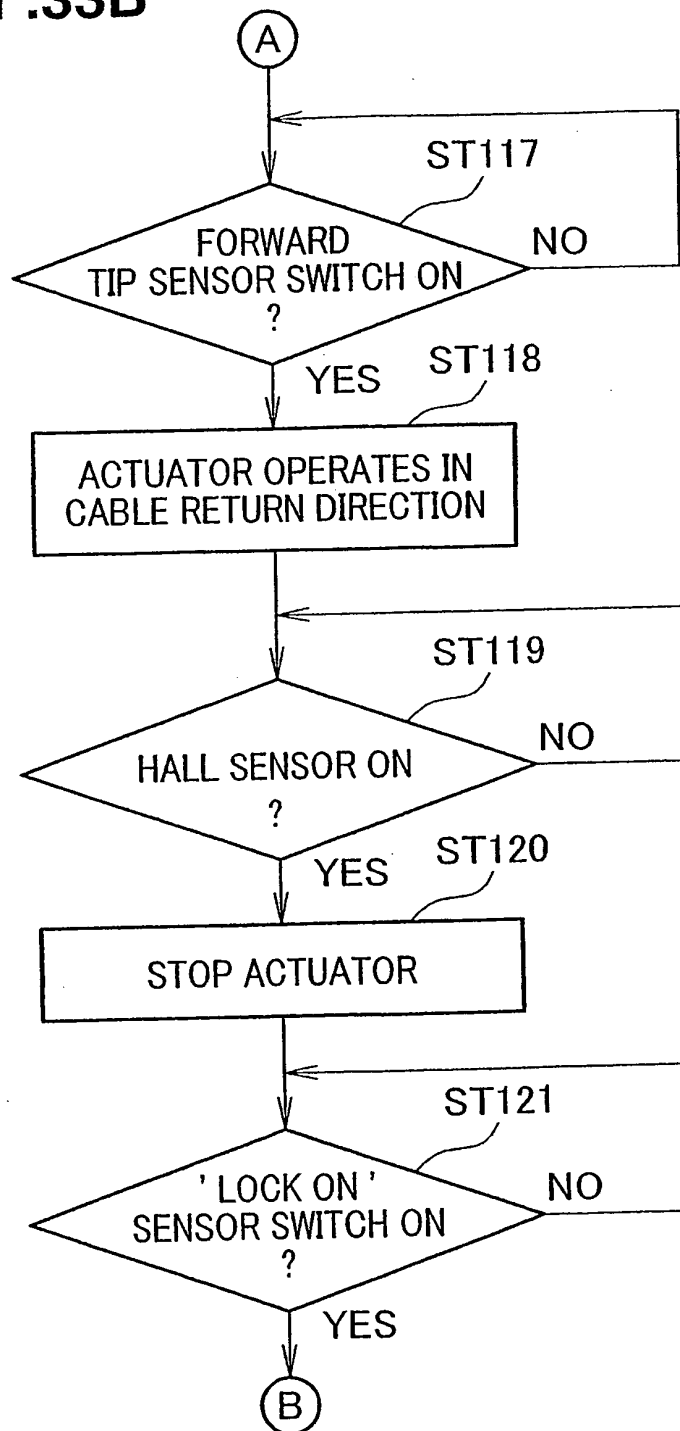 .33B
A
ST117
FORWARD
TIP SENSOR SWITCH ON
?
NO
YES
ST118
ACTUATOR OPERATES IN
CABLE RETURN DIRECTION
ST119
HALL SENSOR ON
?
NO
YES
ST120
STOP ACTUATOR
ST121
' LOCK ON '
SENSOR SWITCH ON
?
NO
YES
B